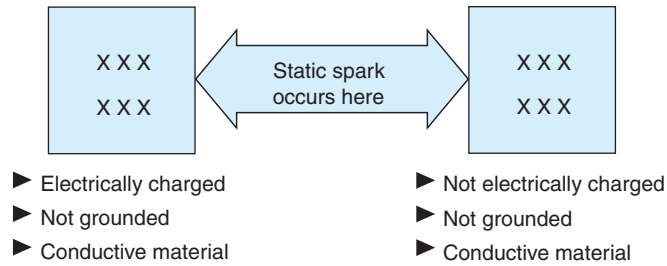 X X X
X X X
Static spark
occurs here
X X X
X X X
► Electrically charged
► Not grounded
► Conductive material
► Not electrically charged
► Not grounded
► Conductive material